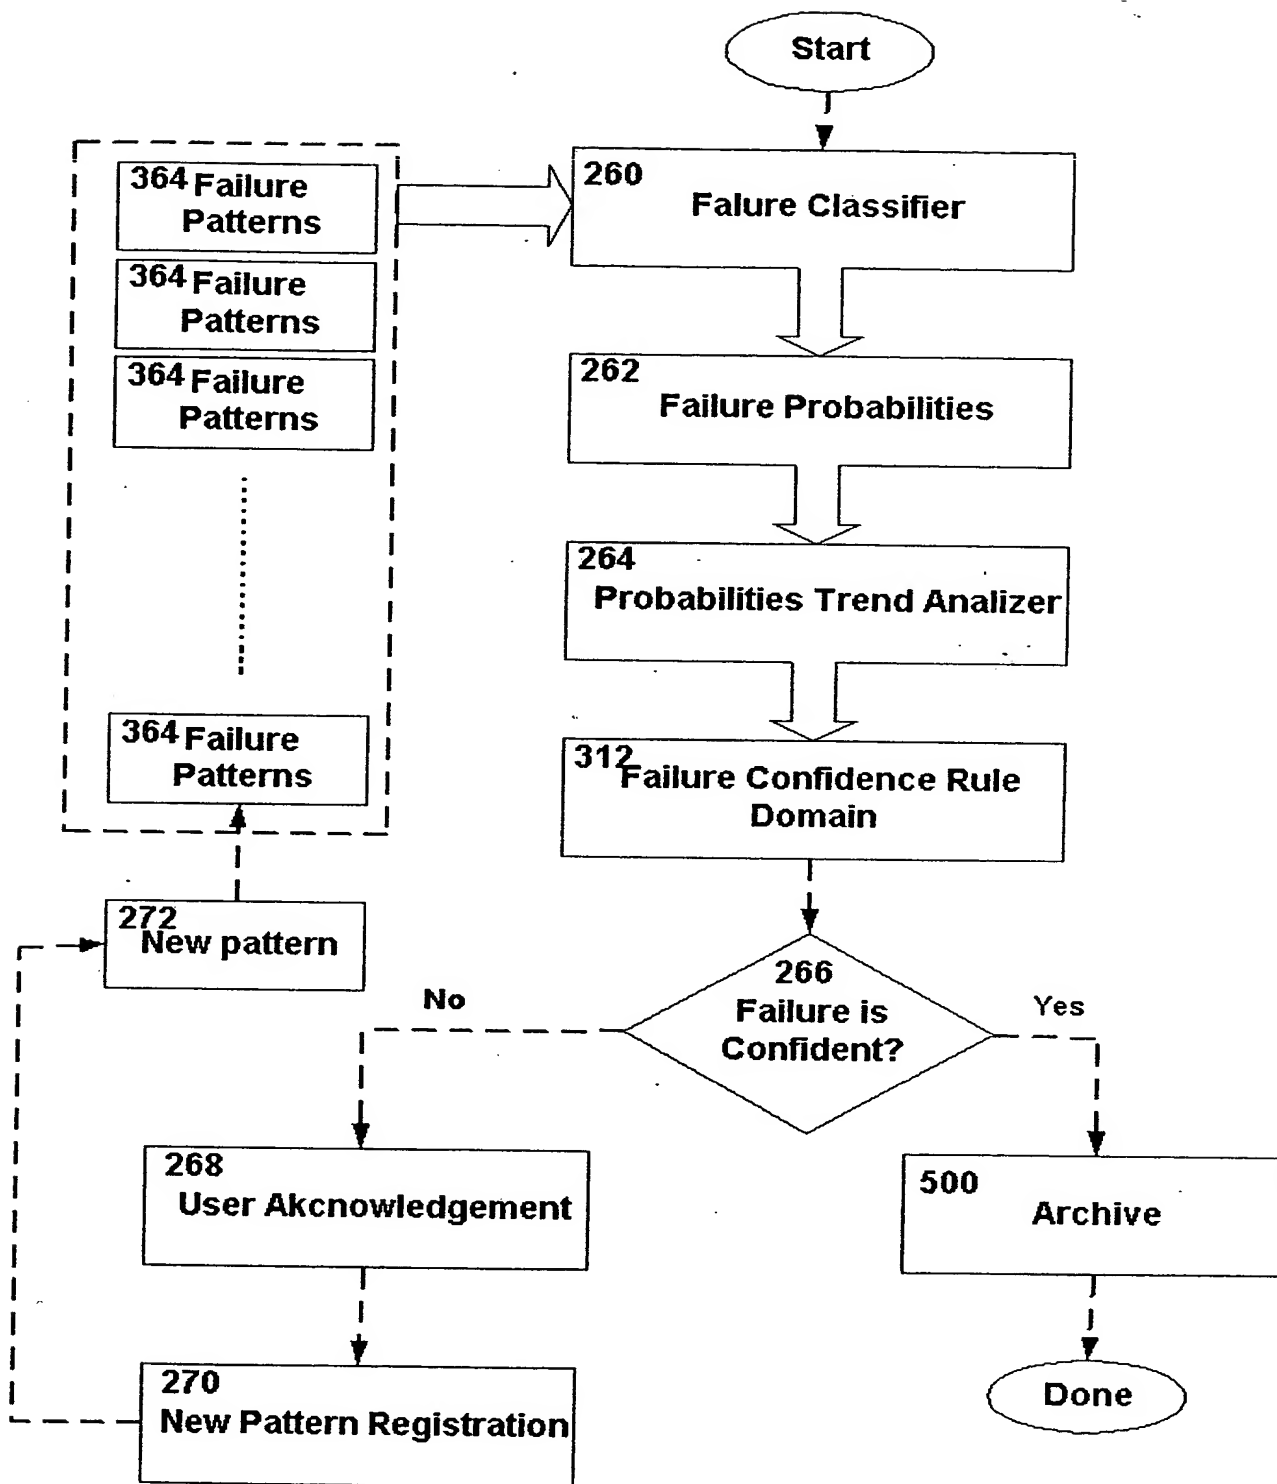 Start
364 Failure
Patterns
364 Failure
Patterns
364 Failure
Patterns
364 Failure
Patterns
260
Falure Classifier
262
Failure Probabilities
264
Probabilities Trend Analizer
312
Failure Confidence Rule
Domain
272
New pattern
266
Failure is
Confident?
No
Yes
268
User Akcnowledgement
500
Archive
270
New Pattern Registration
Done